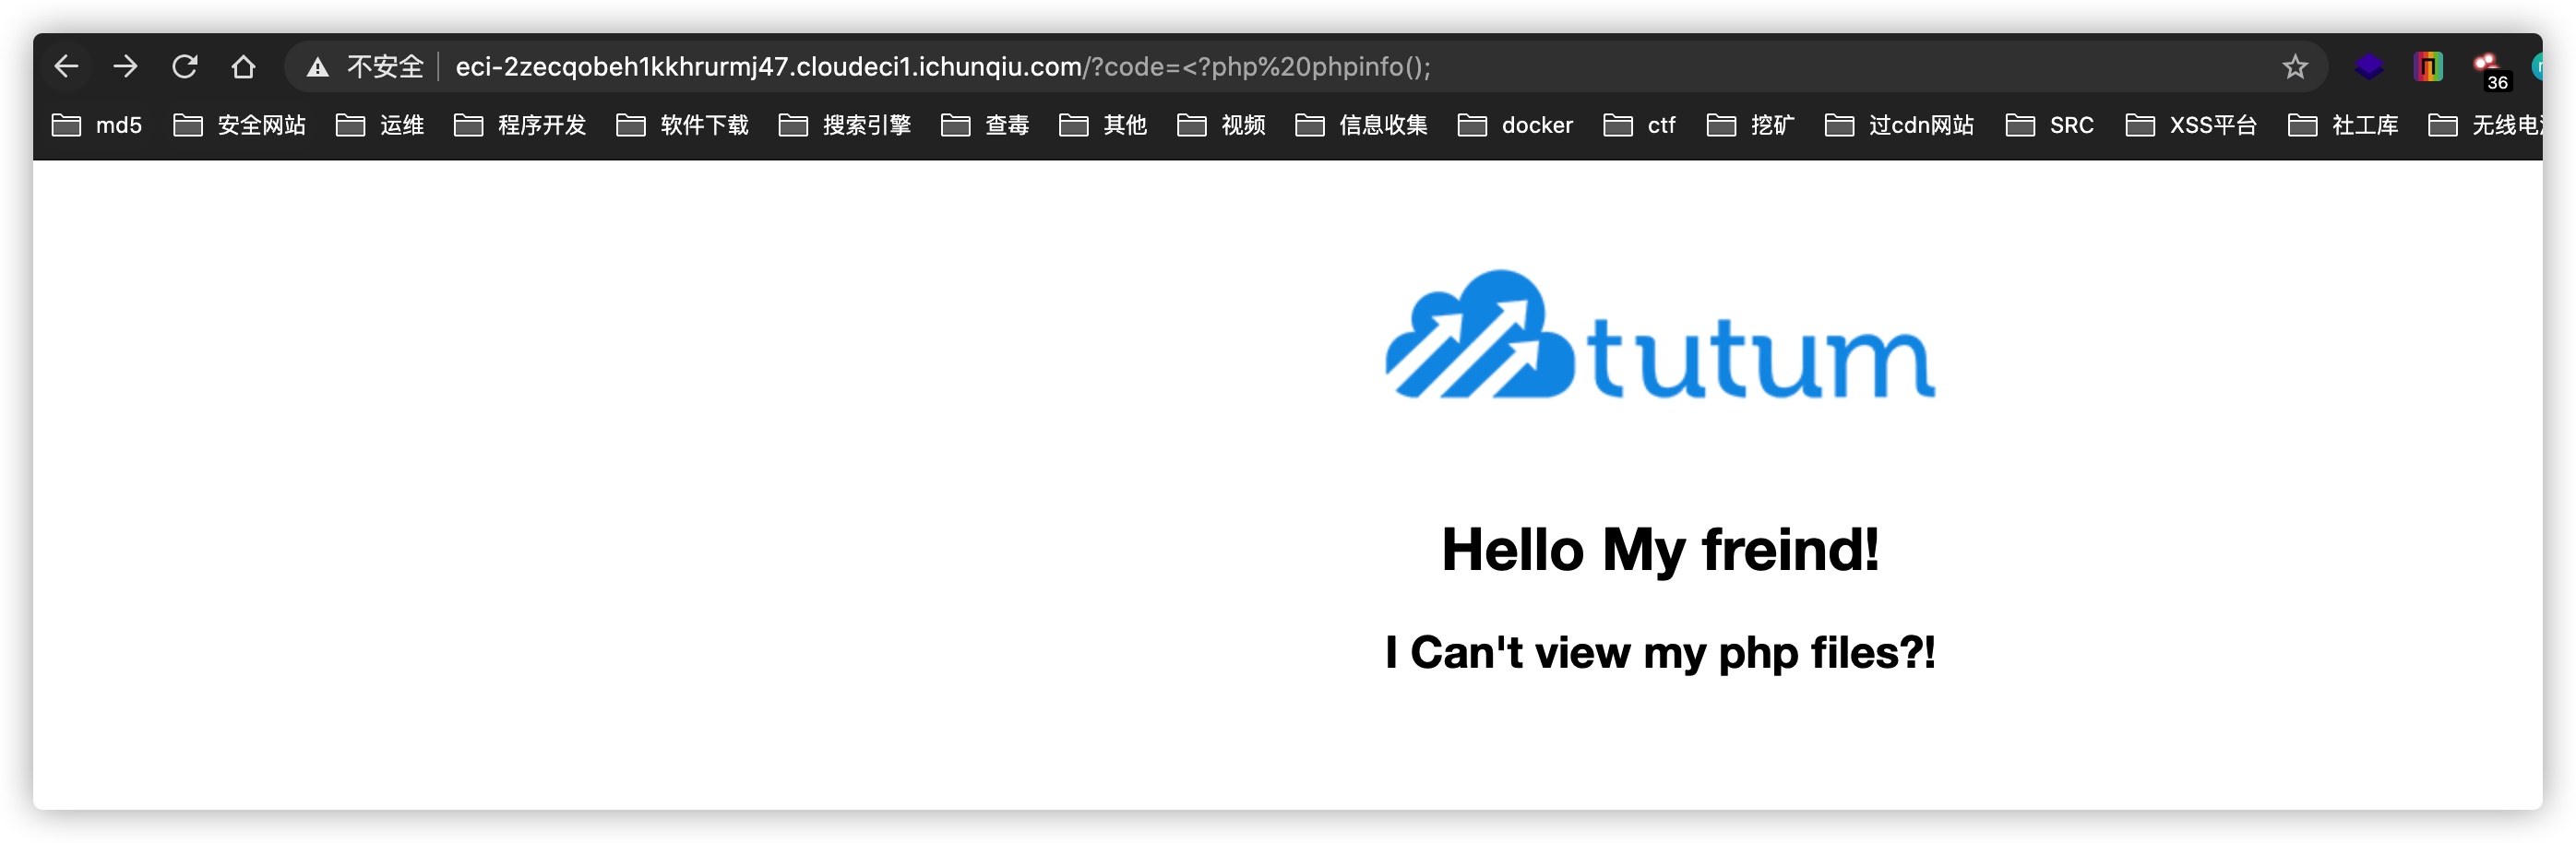 不安全 eci-2zecqobeh1kkhrurmj47.cloudeci1.ichunqiu.com/?code=<?php%20phpinfo();
36
md5 安全网站 运维 程序开发 软件下载 搜索引擎 查毒 其他 视频 信息收集 docker ctf 挖矿 过cdn网站 SRC XSS平台 社工库 无线电
tutum
Hello My freind!
I Can't view my php files?!